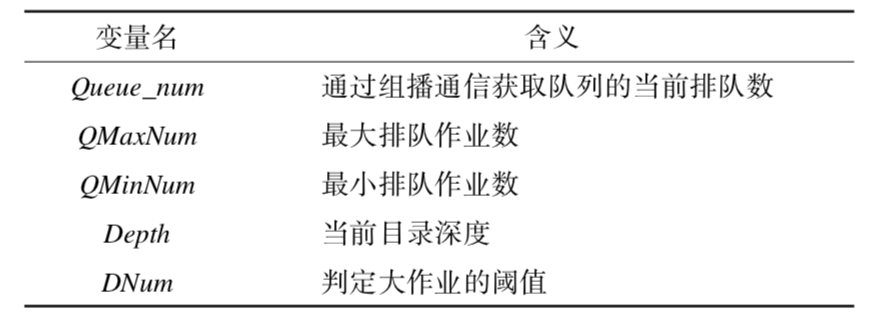 变量名 含义
Queue_num 通过组播通信获取队列的当前排队数
QMaxNum 最大排队作业数
QMinNum 最小排队作业数
Depth 当前目录深度
DNum 判定大作业的阈值